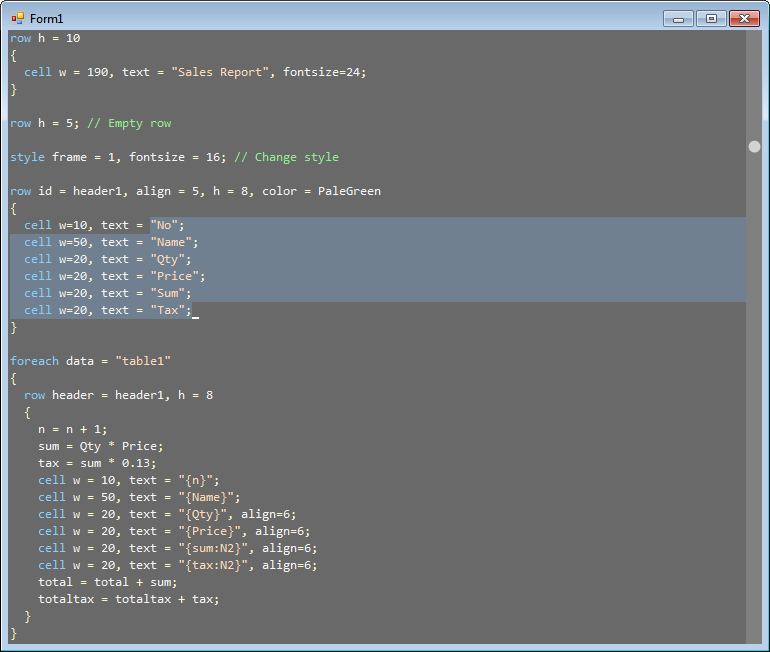 Form1
row h = 10
{
  cell w = 190, text = "Sales Report", fontsize=24;
}
row h = 5; // Empty row
style frame = 1, fontsize = 16; // Change style
row id = header1, align = 5, h = 8, color = PaleGreen
{
  cell w=10, text = "No";
  cell w=50, text = "Name";
  cell w=20, text = "Qty";
  cell w=20, text = "Price";
  cell w=20, text = "Sum";
  cell w=20, text = "Tax";
}
foreach data = "table1"
{
  row header = header1, h = 8
  {
    n = n + 1;
    sum = Qty * Price;
    tax = sum * 0.13;
    cell w = 10, text = "{n}";
    cell w = 50, text = "{Name}";
    cell w = 20, text = "{Qty}", align=6;
    cell w = 20, text = "{Price}", align=6;
    cell w = 20, text = "{sum:N2}", align=6;
    cell w = 20, text = "{tax:N2}", align=6;
    total = total + sum;
    totaltax = totaltax + tax;
  }
}